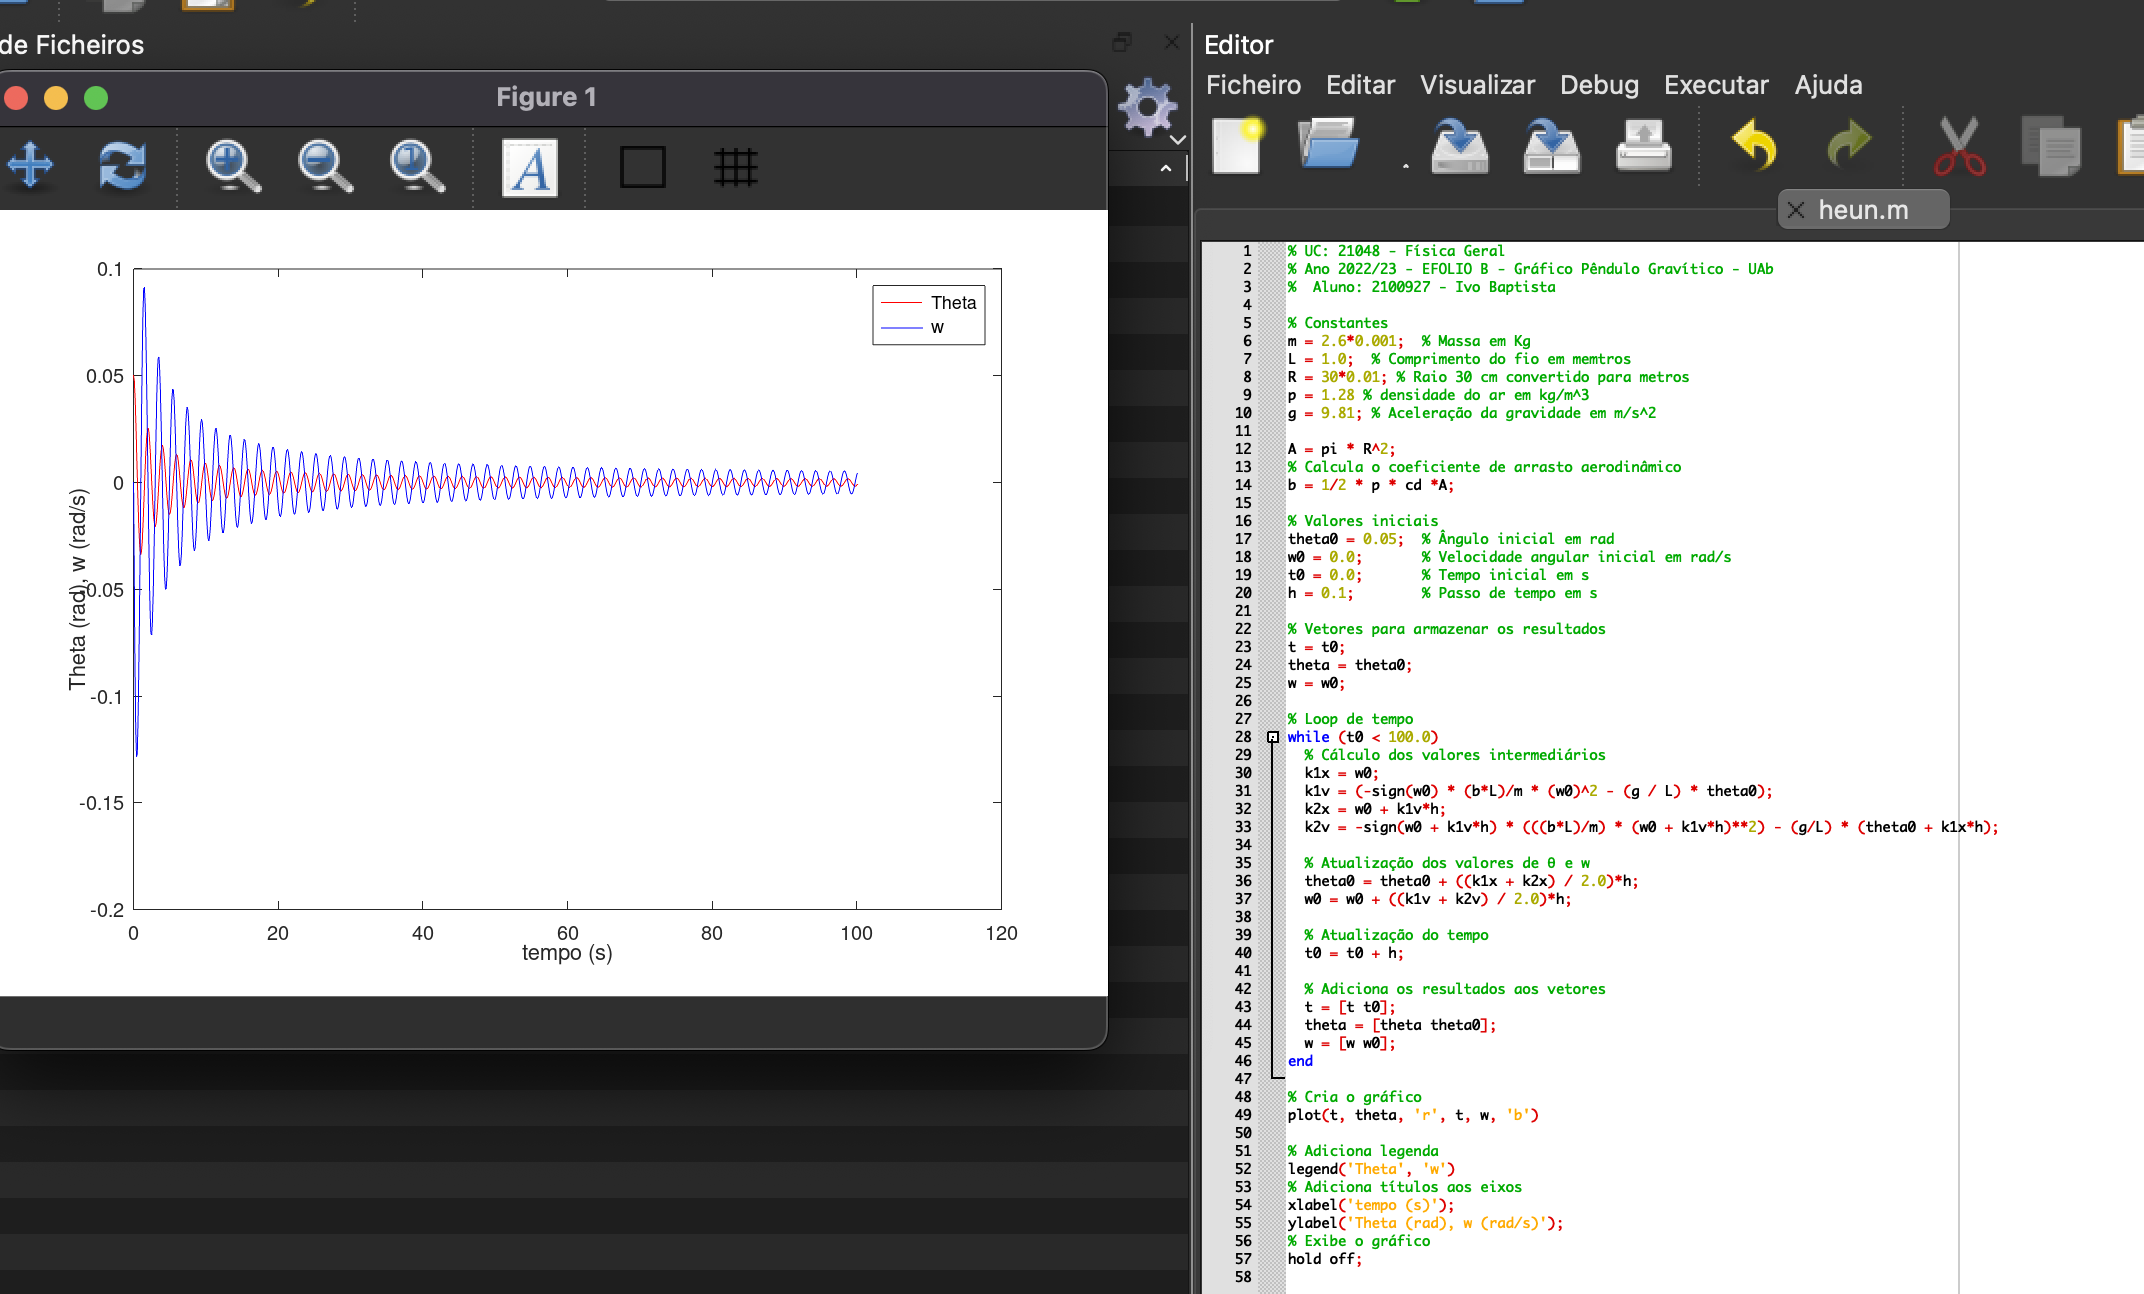 de Ficheiros
Figure 1
A
0.1
0.05
0
-0.05
-0.1
-0.15
-0.2
0 20 40 60 80 100 120
Theta (rad), w (rad/s)
tempo (s)
Theta
w
Editor
Ficheiro Editar Visualizar Debug Executar Ajuda
heun.m
1 % UC: 21048 - Física Geral
2 % Ano 2022/23 - EFOLIO B - Gráfico Pêndulo Gravítico - UAb
3 %  Aluno: 2100927 - Ivo Baptista
4
5 % Constantes
6 m = 2.6*0.001;  % Massa em Kg
7 L = 1.0;  % Comprimento do fio em memtros
8 R = 30*0.01; % Raio 30 cm convertido para metros
9 p = 1.28 % densidade do ar em kg/m^3
10 g = 9.81; % Aceleração da gravidade em m/s^2
11
12 A = pi * R^2;
13 % Calcula o coeficiente de arrasto aerodinâmico
14 b = 1/2 * p * cd *A;
15
16 % Valores iniciais
17 theta0 = 0.05;  % Ângulo inicial em rad
18 w0 = 0.0;       % Velocidade angular inicial em rad/s
19 t0 = 0.0;       % Tempo inicial em s
20 h = 0.1;        % Passo de tempo em s
21
22 % Vetores para armazenar os resultados
23 t = t0;
24 theta = theta0;
25 w = w0;
26
27 % Loop de tempo
28 while (t0 < 100.0)
29   % Cálculo dos valores intermediários
30   k1x = w0;
31   k1v = (-sign(w0) * (b*L)/m * (w0)^2 - (g / L) * theta0);
32   k2x = w0 + k1v*h;
33   k2v = -sign(w0 + k1v*h) * (((b*L)/m) * (w0 + k1v*h)**2) - (g/L) * (theta0 + k1x*h);
34
35   % Atualização dos valores de θ e w
36   theta0 = theta0 + ((k1x + k2x) / 2.0)*h;
37   w0 = w0 + ((k1v + k2v) / 2.0)*h;
38
39   % Atualização do tempo
40   t0 = t0 + h;
41
42   % Adiciona os resultados aos vetores
43   t = [t t0];
44   theta = [theta theta0];
45   w = [w w0];
46 end
47
48 % Cria o gráfico
49 plot(t, theta, 'r', t, w, 'b')
50
51 % Adiciona legenda
52 legend('Theta', 'w')
53 % Adiciona títulos aos eixos
54 xlabel('tempo (s)');
55 ylabel('Theta (rad), w (rad/s)');
56 % Exibe o gráfico
57 hold off;
58